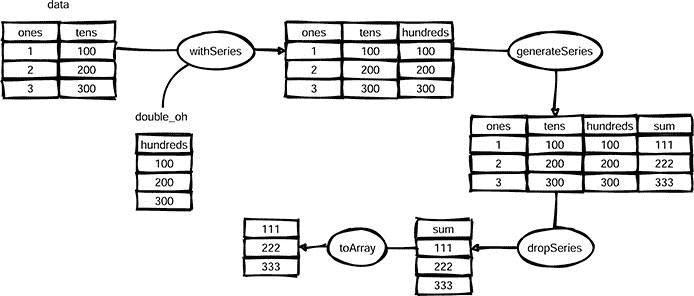 data
ones tens
1 100
2 200
3 300
withSeries
double_oh
hundreds
100
200
300
ones tens hundreds
1 100 100
2 200 200
3 300 300
generateSeries
ones tens hundreds sum
1 100 100 111
2 200 200 222
3 300 300 333
dropSeries
sum
111
222
333
toArray
111
222
333